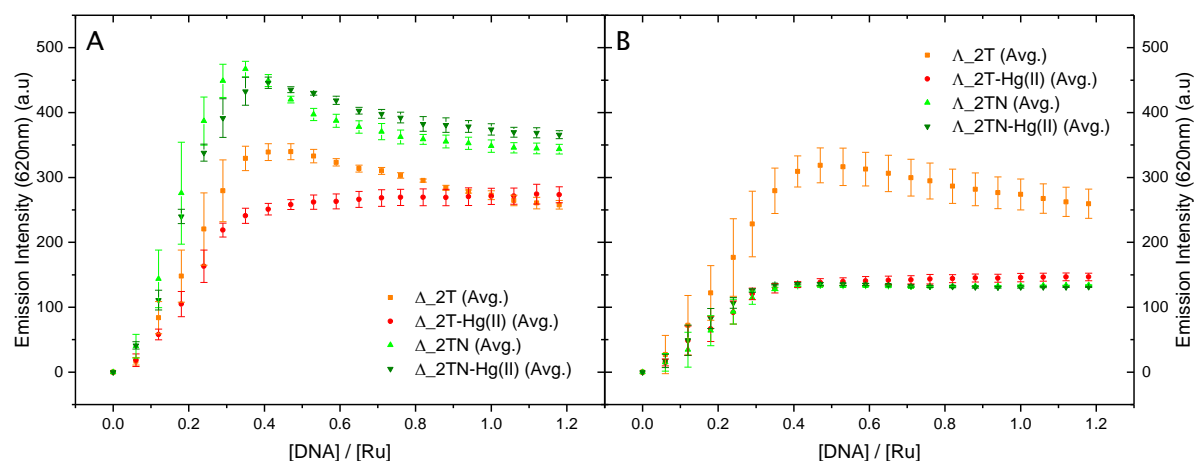 A
Emission Intensity (620nm) (a.u)
500
400
300
200
100
0
Δ_2T (Avg.)
Δ_2T-Hg(II) (Avg.)
Δ_2TN (Avg.)
Δ_2TN-Hg(II) (Avg.)
0.0 0.2 0.4 0.6 0.8 1.0 1.2
[DNA] / [Ru]
B
Λ_2T (Avg.)
Λ_2T-Hg(II) (Avg.)
Λ_2TN (Avg.)
Λ_2TN-Hg(II) (Avg.)
500
400
300
200
100
0
Emission Intensity (620nm) (a.u)
0.0 0.2 0.4 0.6 0.8 1.0 1.2
[DNA] / [Ru]